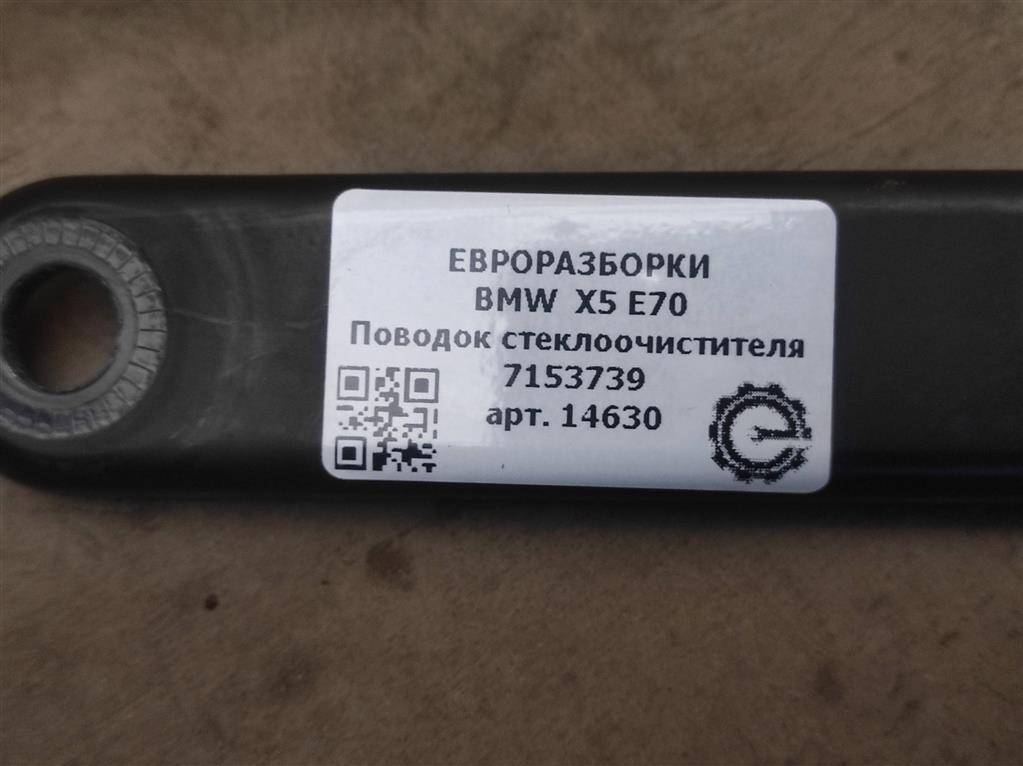 ЕВРОРАЗБОРКИ
BMW X5 E70
Поводок стеклоочистителя
7153739
арт. 14630